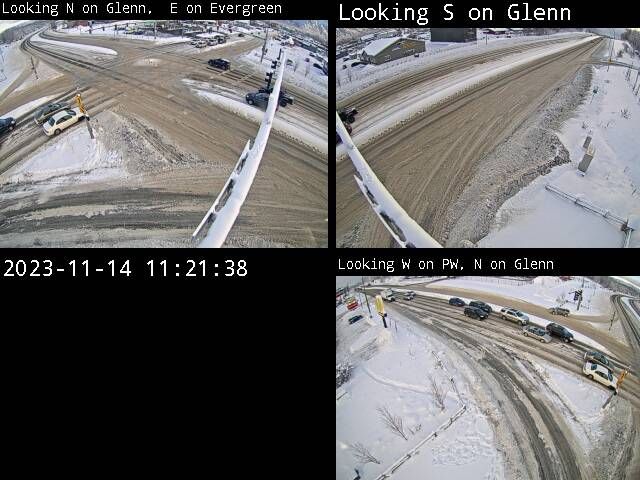 Looking N on Glenn, E on Evergreen
Looking S on Glenn
2023-11-14 11:21:38
Looking W on PW, N on Glenn